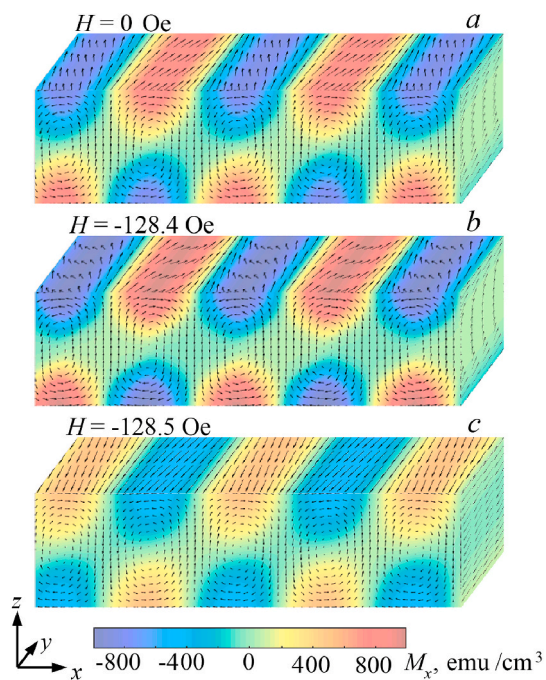 H = 0 Oe a
H = -128.4 Oe b
H = -128.5 Oe c
z
y
x
-800 -400 0 400 800 Mx, emu/cm³